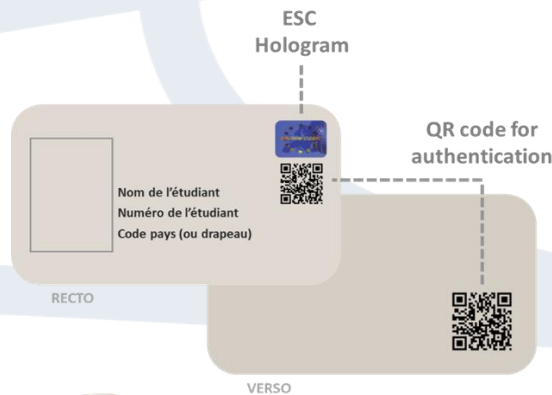 ESC
Hologram
QR code for
authentication
Nom de l'étudiant
Numéro de l'étudiant
Code pays (ou drapeau)
RECTO
VERSO